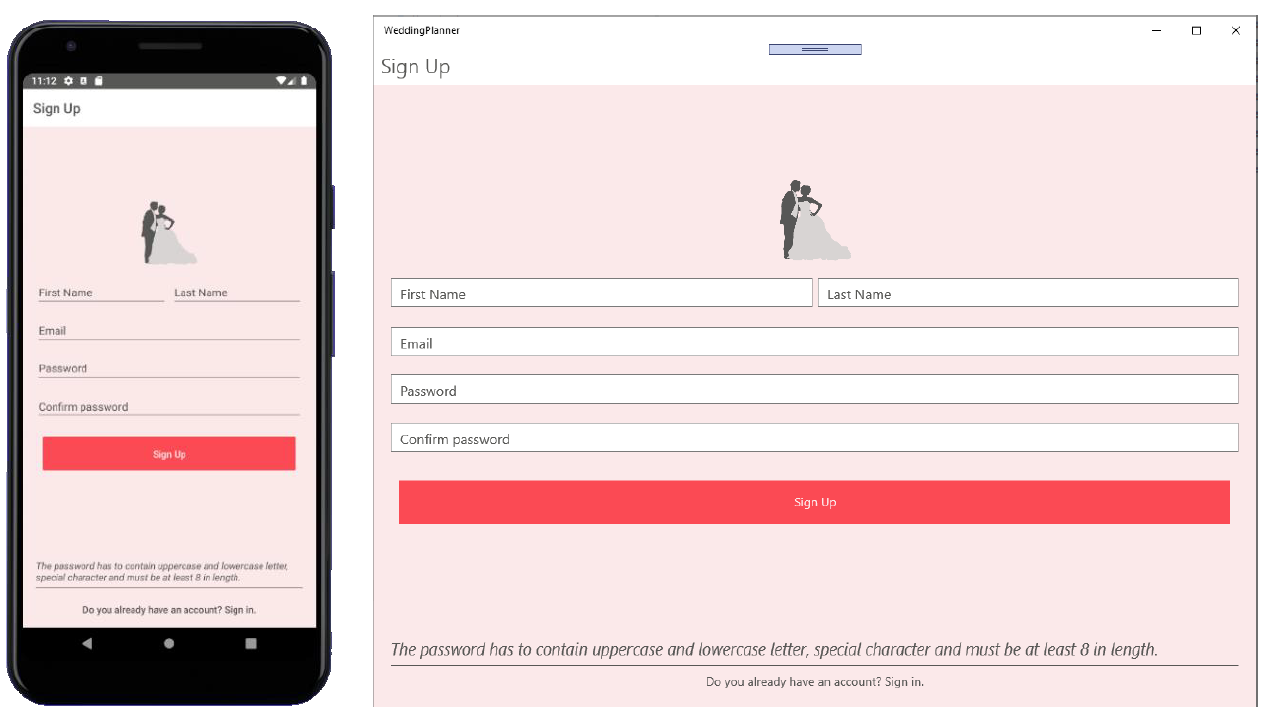 11:12
Sign Up
First Name Last Name
Email
Password
Confirm password
Sign Up
The password has to contain uppercase and lowercase letter,
special character and must be at least 8 in length.
Do you already have an account? Sign in.
WeddingPlanner
Sign Up
First Name Last Name
Email
Password
Confirm password
Sign Up
The password has to contain uppercase and lowercase letter, special character and must be at least 8 in length.
Do you already have an account? Sign in.